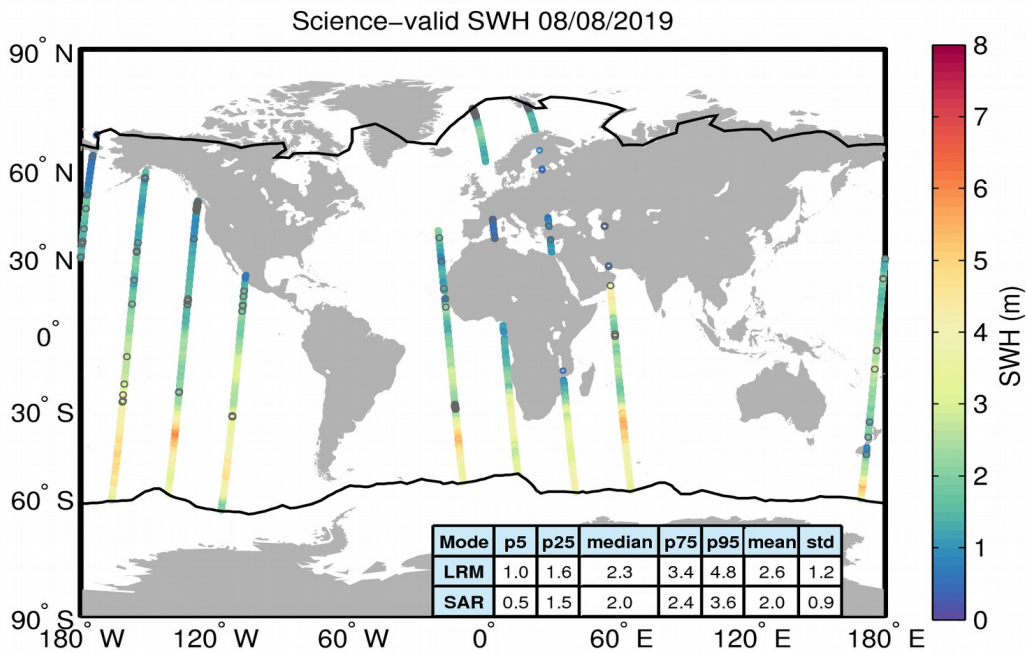 Science−valid SWH 08/08/2019
90° N
60° N
30° N
0°
30° S
60° S
90° S
180° W 120° W 60° W 0° 60° E 120° E 180° E
Mode p5 p25 median p75 p95 mean std
LRM 1.0 1.6 2.3 3.4 4.8 2.6 1.2
SAR 0.5 1.5 2.0 2.4 3.6 2.0 0.9
8
7
6
5
4
3
2
1
0
SWH (m)